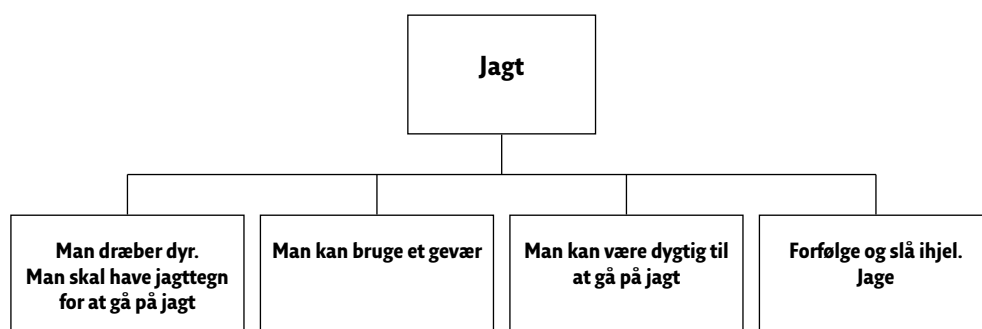 Jagt
Man dræber dyr.
Man skal have jagttegn
for at gå på jagt
Man kan bruge et gevær
Man kan være dygtig til
at gå på jagt
Forfølge og slå ihjel.
Jage